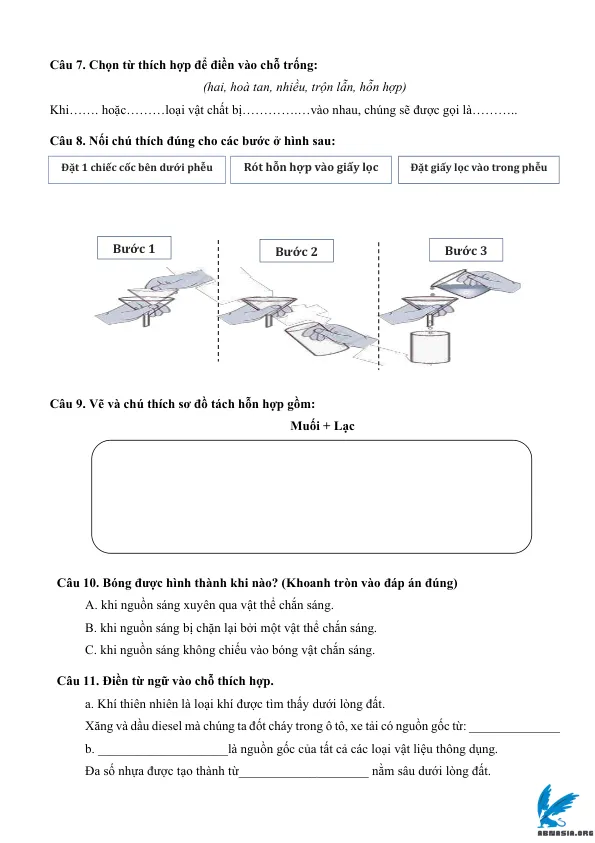 Câu 7. Chọn từ thích hợp để điền vào chỗ trống:
(hai, hoà tan, nhiều, trộn lẫn, hỗn hợp)
Khi……. hoặc………loại vật chất bị………….…vào nhau, chúng sẽ được gọi là………..
Câu 8. Nối chú thích đúng cho các bước ở hình sau:
Đặt 1 chiếc cốc bên dưới phễu
Rót hỗn hợp vào giấy lọc
Đặt giấy lọc vào trong phễu
Bước 1
Bước 2
Bước 3
Câu 9. Vẽ và chú thích sơ đồ tách hỗn hợp gồm:
Muối + Lạc
Câu 10. Bóng được hình thành khi nào? (Khoanh tròn vào đáp án đúng)
A. khi nguồn sáng xuyên qua vật thể chắn sáng.
B. khi nguồn sáng bị chặn lại bởi một vật thể chắn sáng.
C. khi nguồn sáng không chiếu vào bóng vật chắn sáng.
Câu 11. Điền từ ngữ vào chỗ thích hợp.
a. Khí thiên nhiên là loại khí được tìm thấy dưới lòng đất.
Xăng và dầu diesel mà chúng ta đốt cháy trong ô tô, xe tải có nguồn gốc từ: ______________
b. ____________________là nguồn gốc của tất cả các loại vật liệu thông dụng.
Đa số nhựa được tạo thành từ____________________ nằm sâu dưới lòng đất.
ABNASIA.ORG